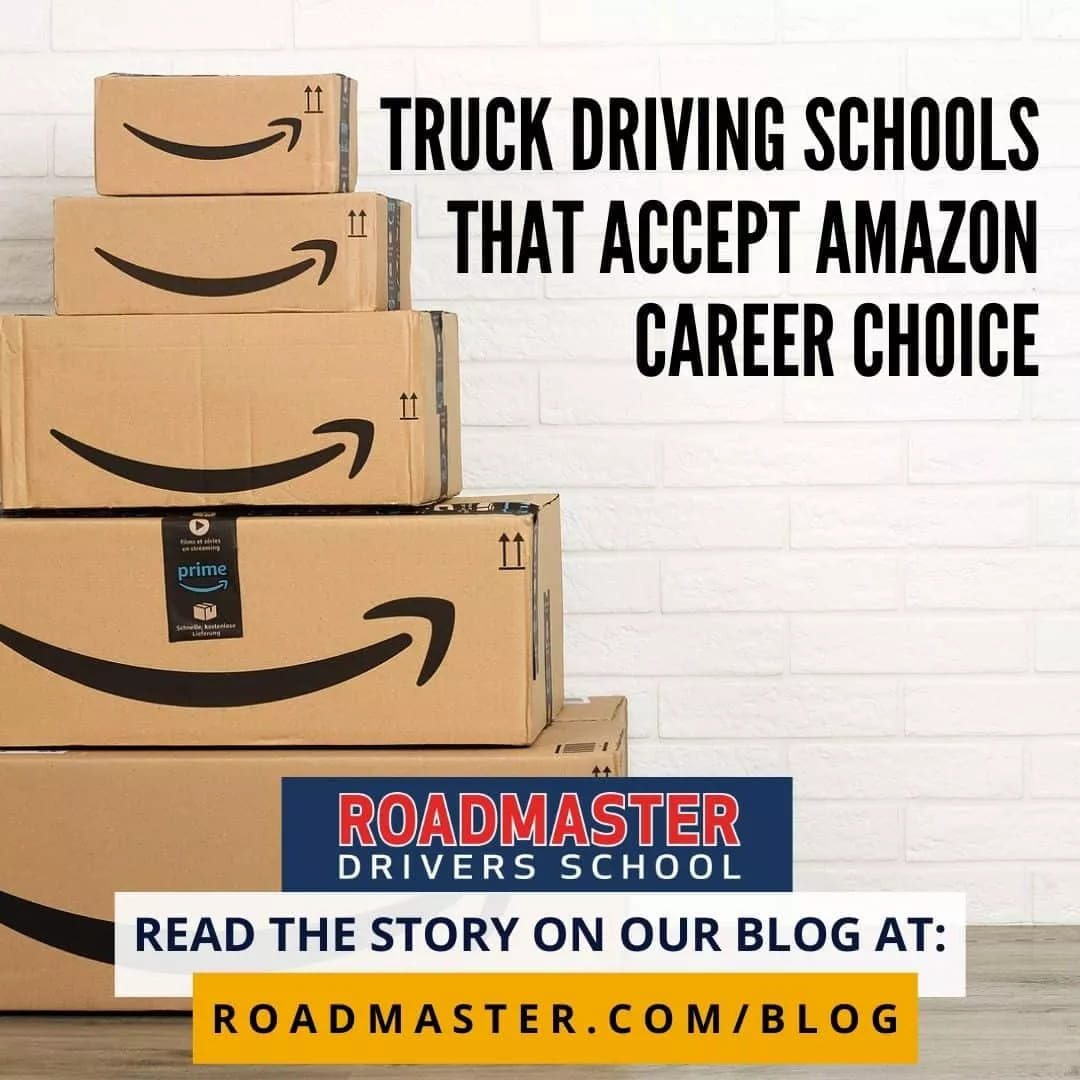 TRUCK DRIVING SCHOOLS
THAT ACCEPT AMAZON
CAREER CHOICE
films et séries
en streaming
prime
Schnelle, kostenlose
Lieferung
ROADMASTER
DRIVERS SCHOOL
READ THE STORY ON OUR BLOG AT:
ROADMASTER.COM/BLOG